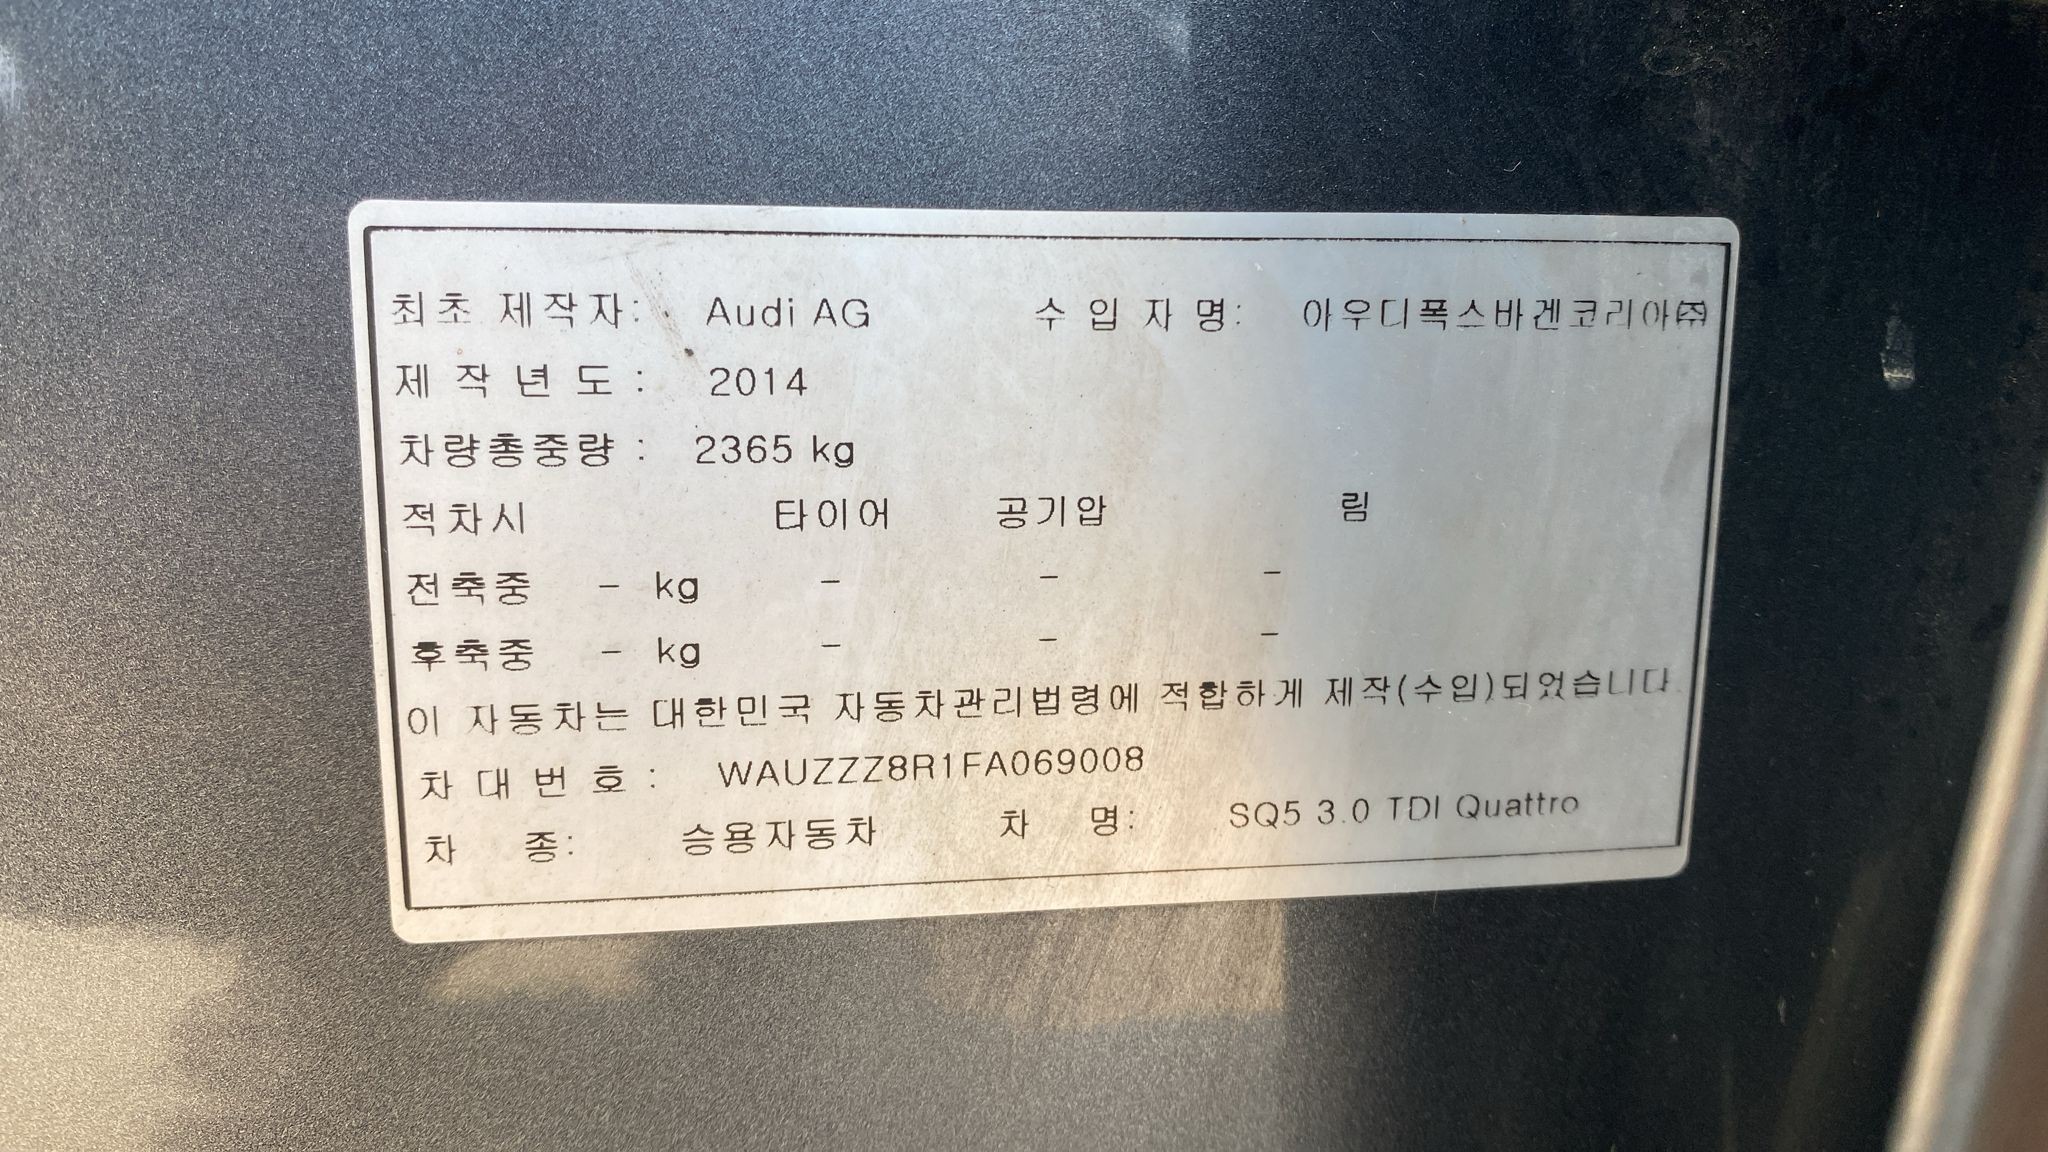 최초 제작자: Audi AG 수 입 자 명: 아우디폭스바겐코리아㈜
제 작 년 도 : 2014
차량총중량 : 2365 kg
적차시 타이어 공기압 림
전축중 - kg - - -
후축중 - kg - - -
이 자동차는 대한민국 자동차관리법령에 적합하게 제작(수입)되었습니다
차 대 번 호 : WAUZZZ8R1FA069008
차 종: 승용자동차 차 명: SQ5 3.0 TDI Quattro